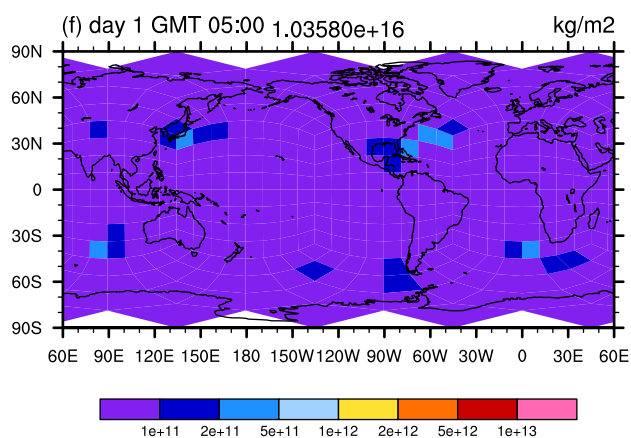 (f) day 1 GMT 05:00 1.03580e+16 kg/m2
90N
60N
30N
0
30S
60S
90S
60E 90E 120E 150E 180 150W 120W 90W 60W 30W 0 30E 60E
1e+11 2e+11 5e+11 1e+12 2e+12 5e+12 1e+13